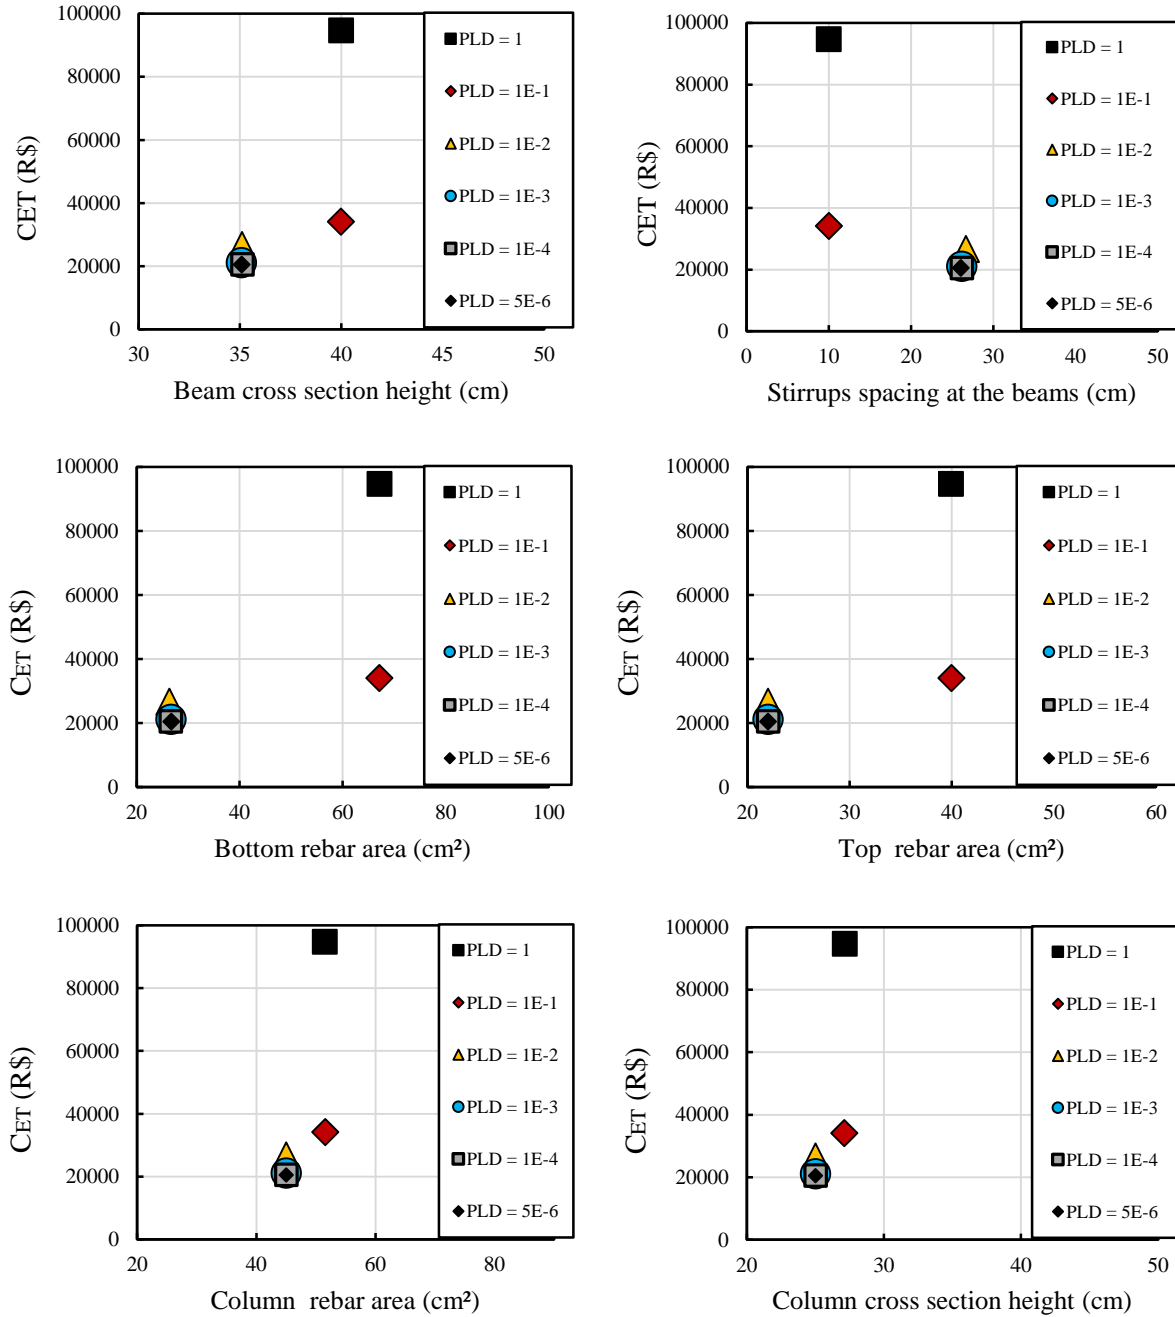 CET (R$)
100000
80000
60000
40000
20000
0
30
35
40
45
50
Beam cross section height (cm)
PLD = 1
PLD = 1E-1
PLD = 1E-2
PLD = 1E-3
PLD = 1E-4
PLD = 5E-6
CET (R$)
100000
80000
60000
40000
20000
0
0
10
20
30
40
50
Stirrups spacing at the beams (cm)
PLD = 1
PLD = 1E-1
PLD = 1E-2
PLD = 1E-3
PLD = 1E-4
PLD = 5E-6
CET (R$)
100000
80000
60000
40000
20000
0
20
40
60
80
100
Bottom rebar area (cm²)
PLD = 1
PLD = 1E-1
PLD = 1E-2
PLD = 1E-3
PLD = 1E-4
PLD = 5E-6
CET (R$)
100000
80000
60000
40000
20000
0
20
30
40
50
60
Top rebar area (cm²)
PLD = 1
PLD = 1E-1
PLD = 1E-2
PLD = 1E-3
PLD = 1E-4
PLD = 5E-6
CET (R$)
100000
80000
60000
40000
20000
0
20
40
60
80
Column rebar area (cm²)
PLD = 1
PLD = 1E-1
PLD = 1E-2
PLD = 1E-3
PLD = 1E-4
PLD = 5E-6
CET (R$)
100000
80000
60000
40000
20000
0
20
30
40
50
Column cross section height (cm)
PLD = 1
PLD = 1E-1
PLD = 1E-2
PLD = 1E-3
PLD = 1E-4
PLD = 5E-6